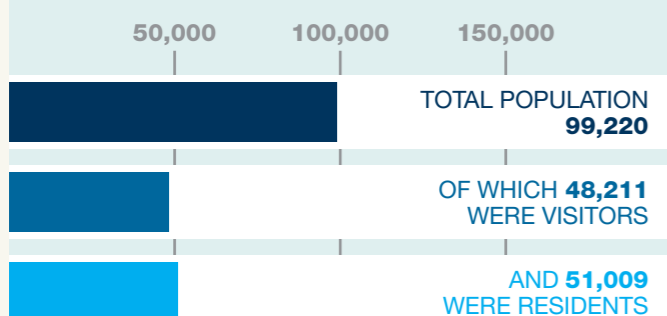 50,000 100,000 150,000
TOTAL POPULATION
99,220
OF WHICH 48,211
WERE VISITORS
AND 51,009
WERE RESIDENTS